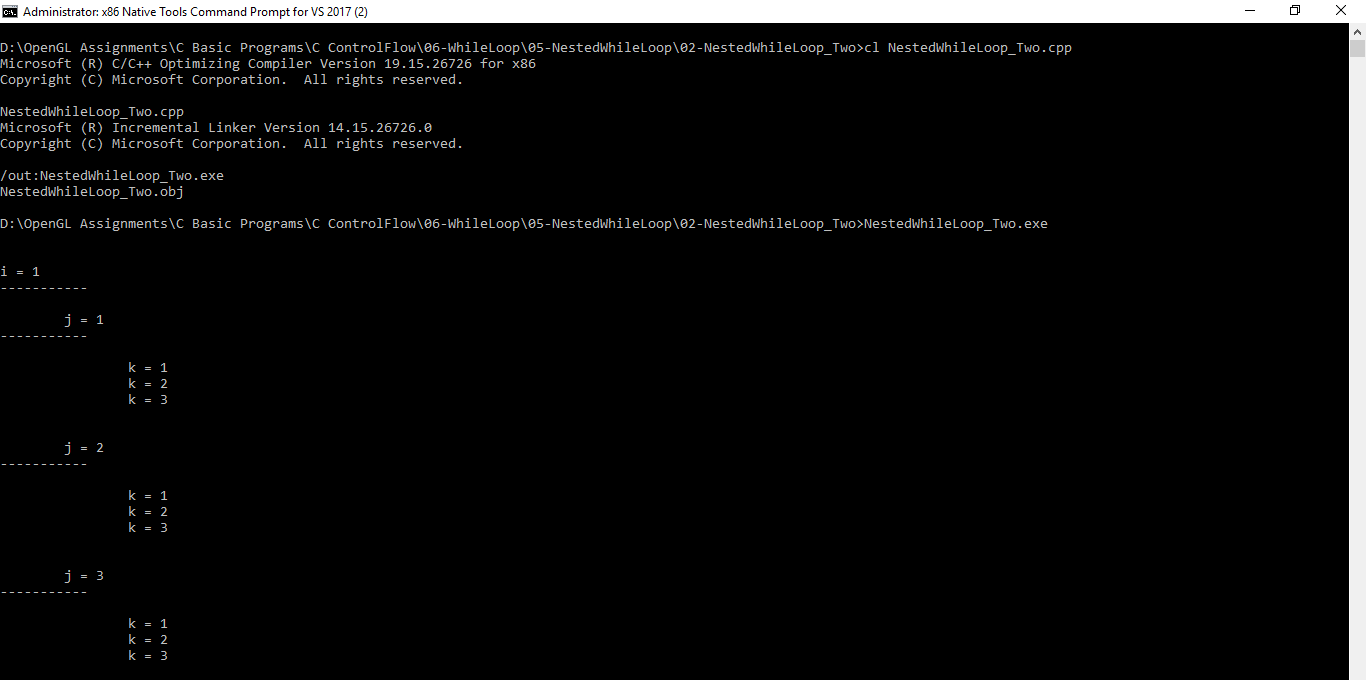 Administrator: x86 Native Tools Command Prompt for VS 2017 (2)
D:\OpenGL Assignments\C Basic Programs\C ControlFlow\06-WhileLoop\05-NestedWhileLoop\02-NestedWhileLoop_Two>cl NestedWhileLoop_Two.cpp
Microsoft (R) C/C++ Optimizing Compiler Version 19.15.26726 for x86
Copyright (C) Microsoft Corporation.  All rights reserved.
NestedWhileLoop_Two.cpp
Microsoft (R) Incremental Linker Version 14.15.26726.0
Copyright (C) Microsoft Corporation.  All rights reserved.
/out:NestedWhileLoop_Two.exe
NestedWhileLoop_Two.obj
D:\OpenGL Assignments\C Basic Programs\C ControlFlow\06-WhileLoop\05-NestedWhileLoop\02-NestedWhileLoop_Two>NestedWhileLoop_Two.exe
i = 1
-----------
j = 1
-----------
k = 1
k = 2
k = 3
j = 2
-----------
k = 1
k = 2
k = 3
j = 3
-----------
k = 1
k = 2
k = 3